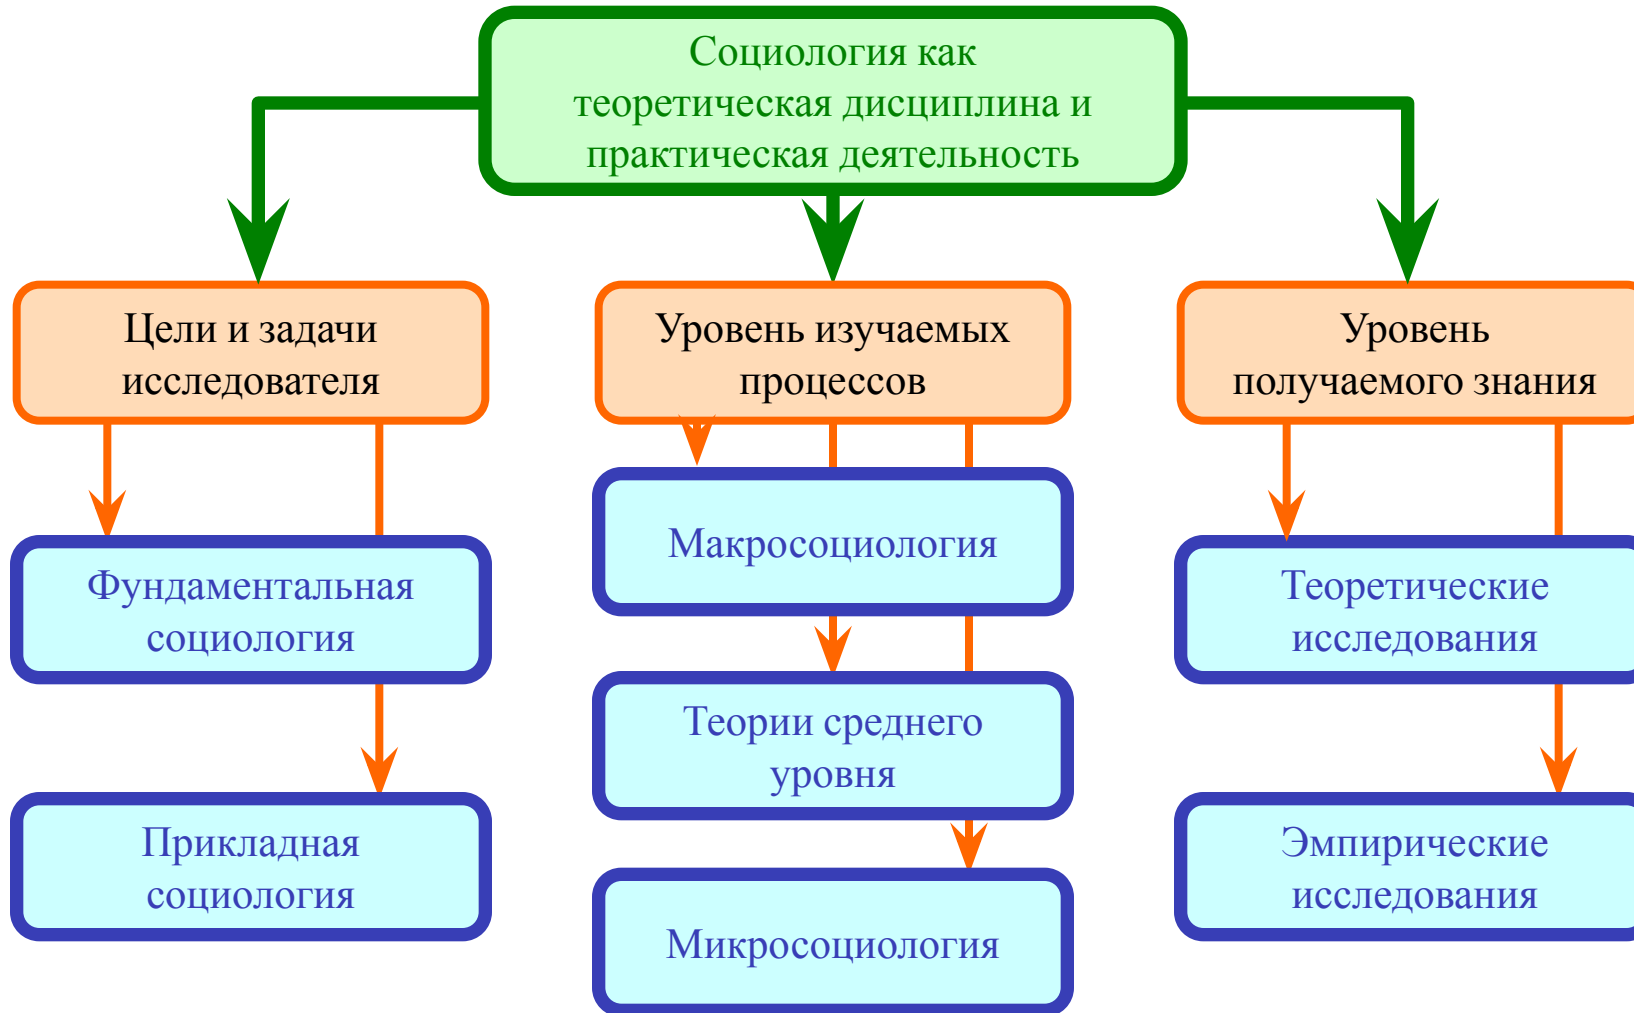 Социология как
теоретическая дисциплина и
практическая деятельность
Цели и задачи
исследователя
Уровень изучаемых
процессов
Уровень
получаемого знания
Фундаментальная
социология
Прикладная
социология
Макросоциология
Теории среднего
уровня
Микросоциология
Теоретические
исследования
Эмпирические
исследования